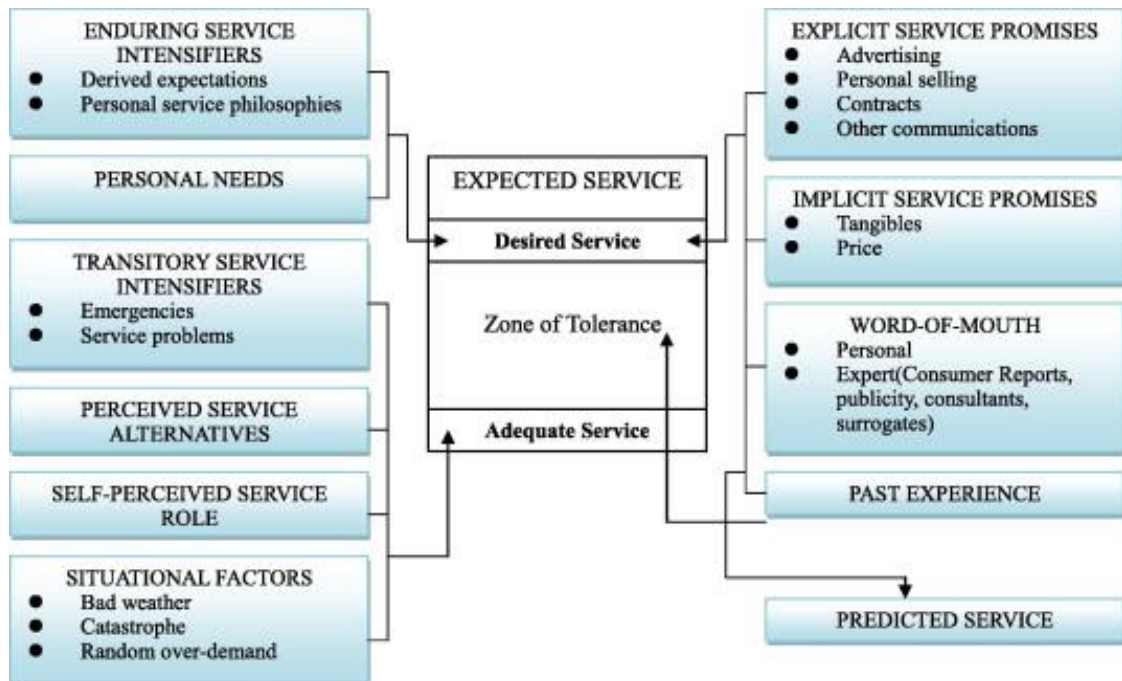 ENDURING SERVICE
INTENSIFIERS
● Derived expectations
● Personal service philosophies
PERSONAL NEEDS
TRANSITORY SERVICE
INTENSIFIERS
● Emergencies
● Service problems
PERCEIVED SERVICE
ALTERNATIVES
SELF-PERCEIVED SERVICE
ROLE
SITUATIONAL FACTORS
● Bad weather
● Catastrophe
● Random over-demand
EXPECTED SERVICE
Desired Service
Zone of Tolerance
Adequate Service
EXPLICIT SERVICE PROMISES
● Advertising
● Personal selling
● Contracts
● Other communications
IMPLICIT SERVICE PROMISES
● Tangibles
● Price
WORD-OF-MOUTH
● Personal
● Expert(Consumer Reports,
publicity, consultants,
surrogates)
PAST EXPERIENCE
PREDICTED SERVICE